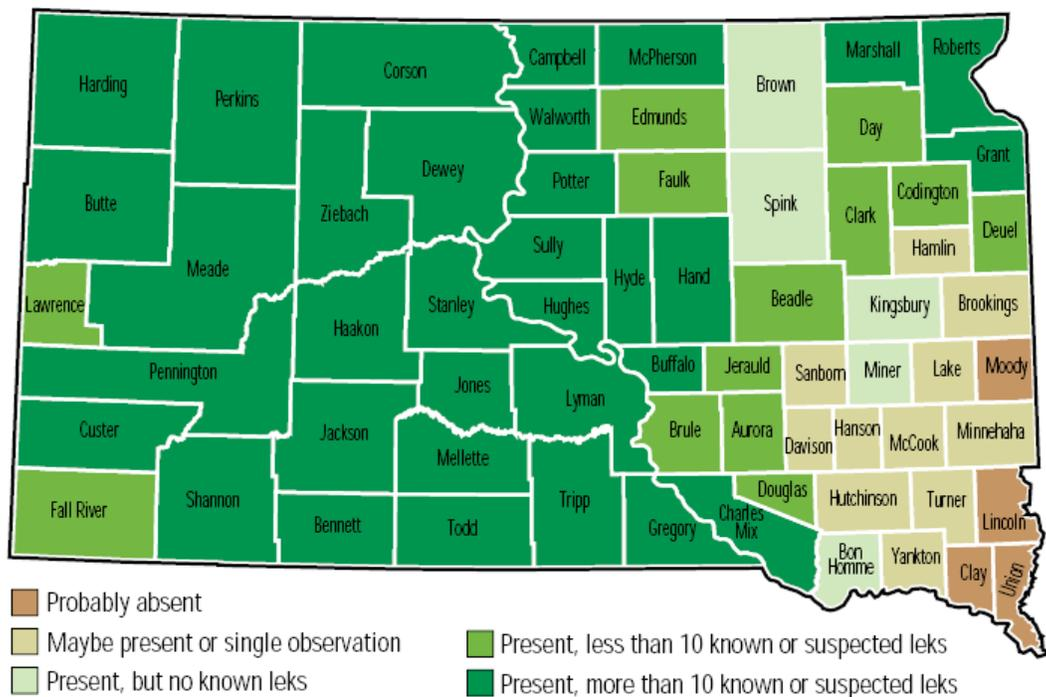 Harding
Perkins
Corson
Campbell
McPherson
Brown
Marshall
Roberts
Walworth
Edmunds
Day
Dewey
Grant
Butte
Ziebach
Potter
Faulk
Spink
Clark
Codington
Deuel
Hamlin
Meade
Sully
Hyde
Hand
Lawrence
Stanley
Hughes
Beadle
Kingsbury
Brookings
Haakon
Pennington
Jones
Lyman
Buffalo
Jerauld
Sanborn
Miner
Lake
Moody
Custer
Jackson
Mellette
Brule
Aurora
Davison
Hanson
McCook
Minnehaha
Fall River
Shannon
Bennett
Todd
Tripp
Gregory
Charles
Mix
Douglas
Hutchinson
Turner
Lincoln
Bon
Homme
Yankton
Clay
Union
Probably absent
Maybe present or single observation
Present, but no known leks
Present, less than 10 known or suspected leks
Present, more than 10 known or suspected leks